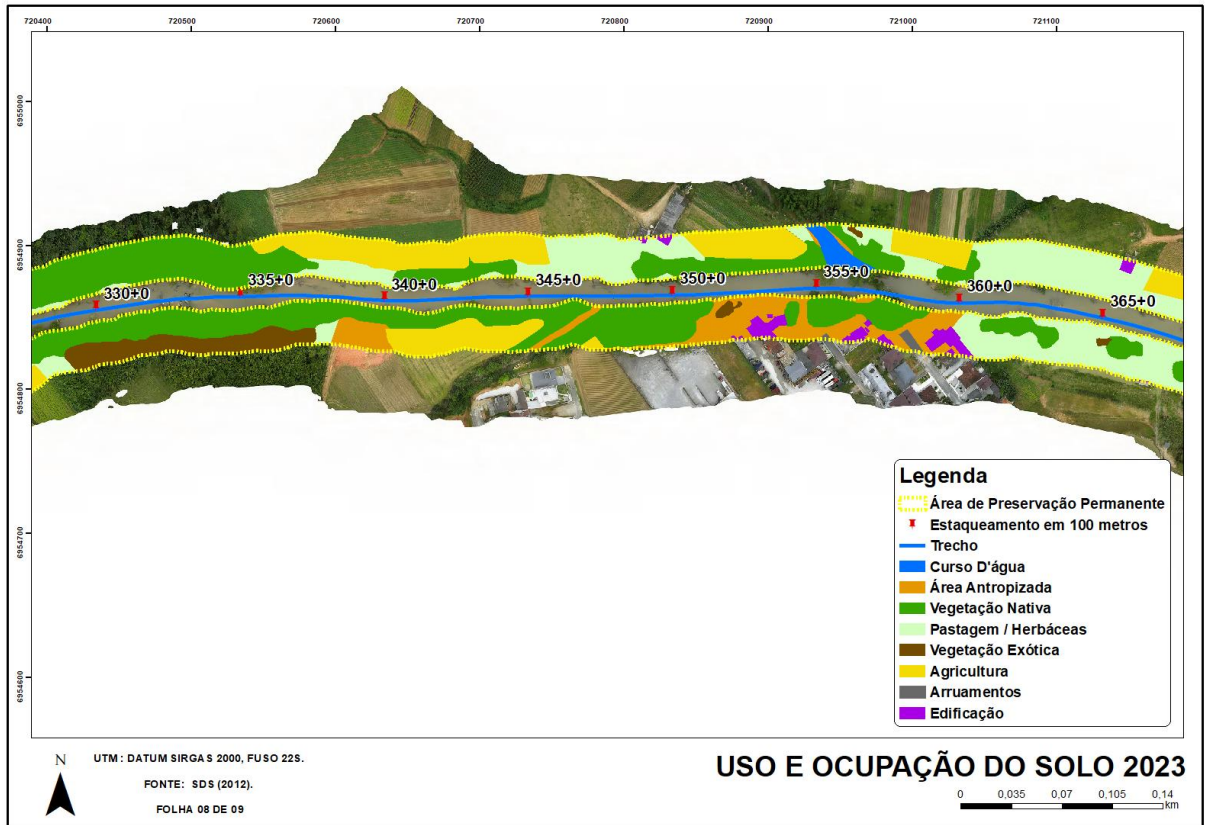 720400 720500 720600 720700 720800 720900 721000 721100
6955000
6954900
6954800
6954700
6954600
330+0 335+0 340+0 345+0 350+0 355+0 360+0 365+0
Legenda
Área de Preservação Permanente
Estaqueamento em 100 metros
Trecho
Curso D'água
Área Antropizada
Vegetação Nativa
Pastagem / Herbáceas
Vegetação Exótica
Agricultura
Arruamentos
Edificação
N
UTM : DATUM SIRGAS 2000, FUSO 22S.
FONTE: SDS (2012).
FOLHA 08 DE 09
USO E OCUPAÇÃO DO SOLO 2023
0 0,035 0,07 0,105 0,14
km